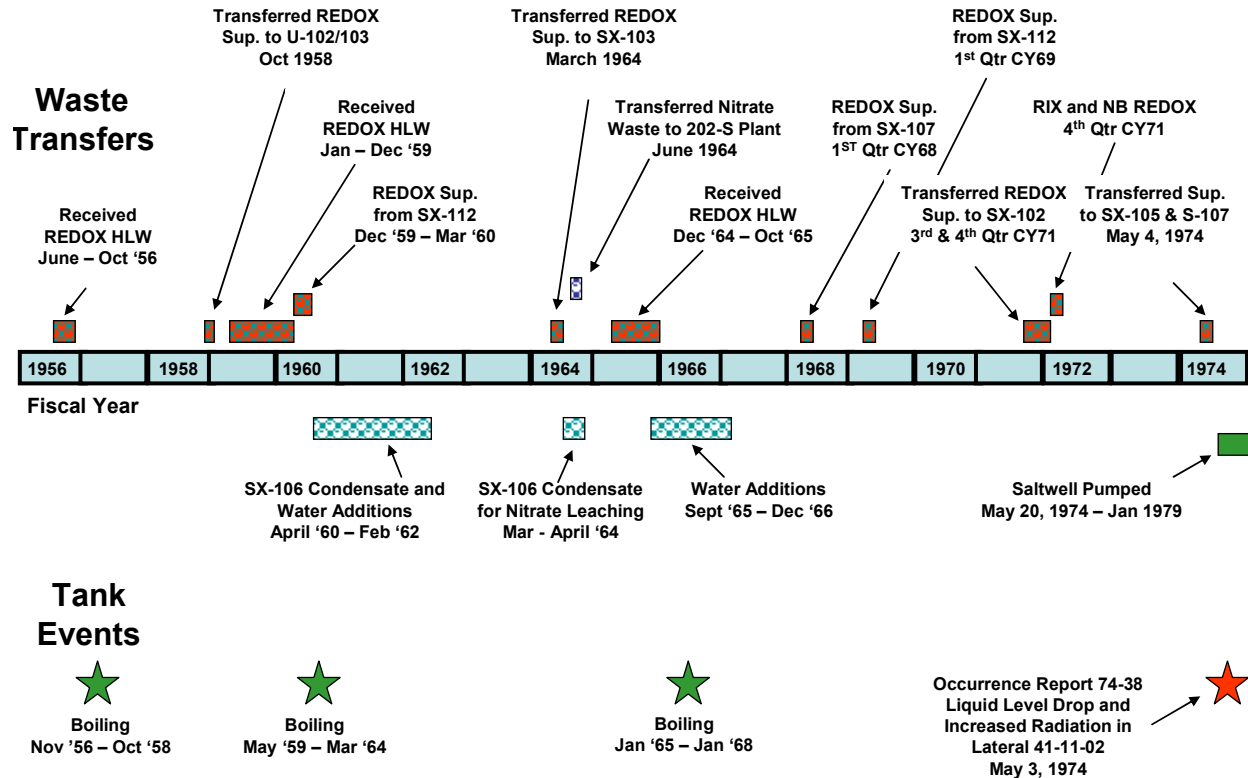 Transferred REDOX
Sup. to U-102/103
Oct 1958
Transferred REDOX
Sup. to SX-103
March 1964
REDOX Sup.
from SX-112
1st Qtr CY69
Waste
Transfers
Received
REDOX HLW
Jan – Dec ‘59
Transferred Nitrate
Waste to 202-S Plant
June 1964
REDOX Sup.
from SX-107
1ST Qtr CY68
RIX and NB REDOX
4th Qtr CY71
Received
REDOX HLW
June – Oct ‘56
REDOX Sup.
from SX-112
Dec ‘59 – Mar ‘60
Received
REDOX HLW
Dec ‘64 – Oct ‘65
Transferred REDOX
Sup. to SX-102
3rd & 4th Qtr CY71
Transferred Sup.
to SX-105 & S-107
May 4, 1974
1956 1958 1960 1962 1964 1966 1968 1970 1972 1974
Fiscal Year
SX-106 Condensate and
Water Additions
April ‘60 – Feb ‘62
SX-106 Condensate
for Nitrate Leaching
Mar - April ‘64
Water Additions
Sept ‘65 – Dec ‘66
Saltwell Pumped
May 20, 1974 – Jan 1979
Tank
Events
Boiling
Nov ’56 – Oct ‘58
Boiling
May ’59 – Mar ‘64
Boiling
Jan ’65 – Jan ‘68
Occurrence Report 74-38
Liquid Level Drop and
Increased Radiation in
Lateral 41-11-02
May 3, 1974